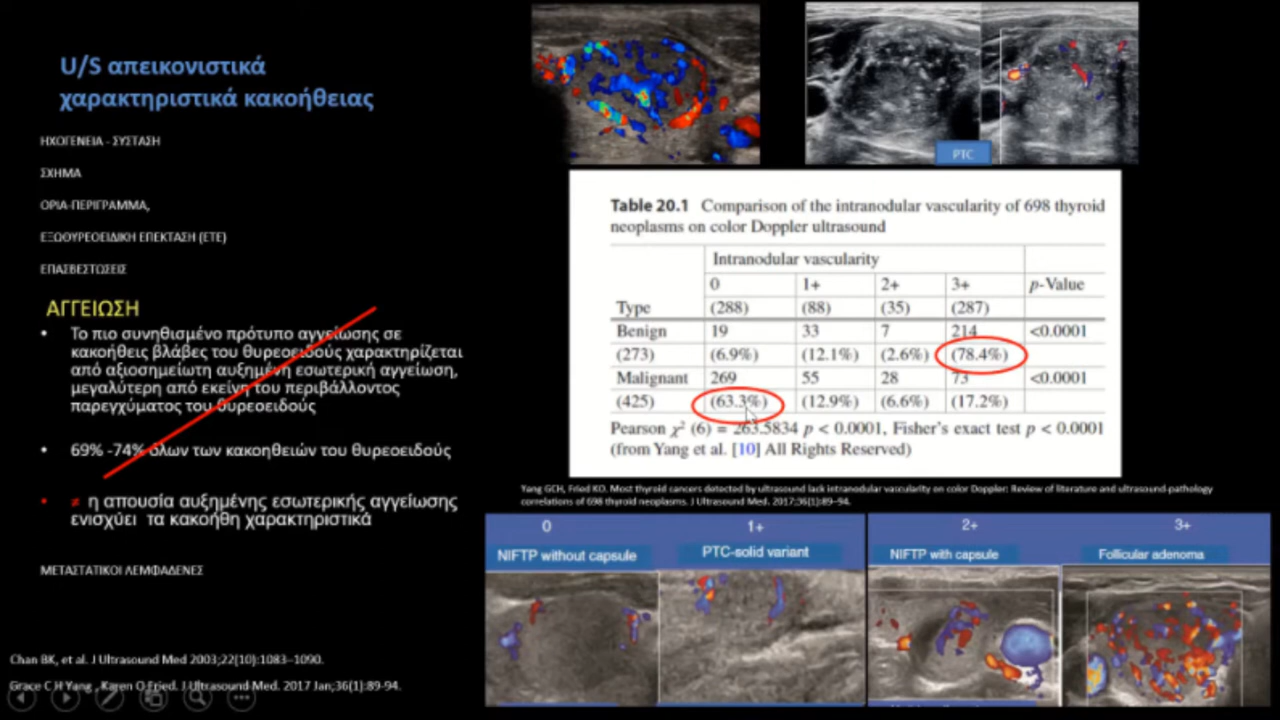 U/S απεικονιστικά
χαρακτηριστικά κακοήθειας
ΗΧΟΓΕΝΕΙΑ - ΣΥΣΤΑΣΗ
ΣΧΗΜΑ
ΟΡΙΑ-ΠΕΡΙΓΡΑΜΜΑ,
ΕΞΩΘΥΡΕΟΕΙΔΙΚΗ ΕΠΕΚΤΑΣΗ (ΕΤΕ)
ΕΠΑΣΒΕΣΤΩΣΕΙΣ
ΑΓΓΕΙΩΣΗ
• Το πιο συνηθισμένο πρότυπο αγγείωσης σε
κακοήθεις βλάβες του θυρεοειδούς χαρακτηρίζεται
από αξιοσημείωτη αυξημένη εσωτερική αγγείωση,
μεγαλύτερη από εκείνη του περιβάλλοντος
παρεγχύματος του θυρεοειδούς
• 69% -74% όλων των κακοηθειών του θυρεοειδούς
• ≠ η απουσία αυξημένης εσωτερικής αγγείωσης
ενισχύει τα κακοήθη χαρακτηριστικά
ΜΕΤΑΣΤΑΤΙΚΟΙ ΛΕΜΦΑΔΕΝΕΣ
Chan BK, et al. J Ultrasound Med 2003;22(10):1083–1090.
Grace C H Yang , Karen O Fried. J Ultrasound Med. 2017 Jan;36(1):89-94.
PTC
Table 20.1 Comparison of the intranodular vascularity of 698 thyroid
neoplasms on color Doppler ultrasound
Intranodular vascularity
0 1+ 2+ 3+ p-Value
Type (288) (88) (35) (287)
Benign 19 33 7 214 <0.0001
(273) (6.9%) (12.1%) (2.6%) (78.4%)
Malignant 269 55 28 73 <0.0001
(425) (63.3%) (12.9%) (6.6%) (17.2%)
Pearson χ² (6) = 263.5834 p < 0.0001, Fisher's exact test p < 0.0001
(from Yang et al. [10] All Rights Reserved)
Yang GCH, Fried KO. Most thyroid cancers detected by ultrasound lack intranodular vascularity on color Doppler: Review of literature and ultrasound-pathology
correlations of 698 thyroid neoplasms. J Ultrasound Med. 2017;36(1):89–94.
0 1+ 2+ 3+
NIFTP without capsule PTC-solid variant NIFTP with capsule Follicular adenoma